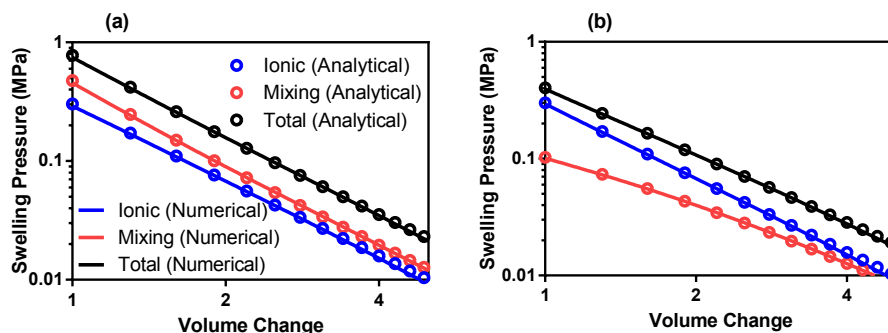 (a)
Swelling Pressure (MPa)
1
0.1
0.01
Ionic (Analytical)
Mixing (Analytical)
Total (Analytical)
Ionic (Numerical)
Mixing (Numerical)
Total (Numerical)
1 2 4
Volume Change
(b)
Swelling Pressure (MPa)
1
0.1
0.01
1 2 4
Volume Change